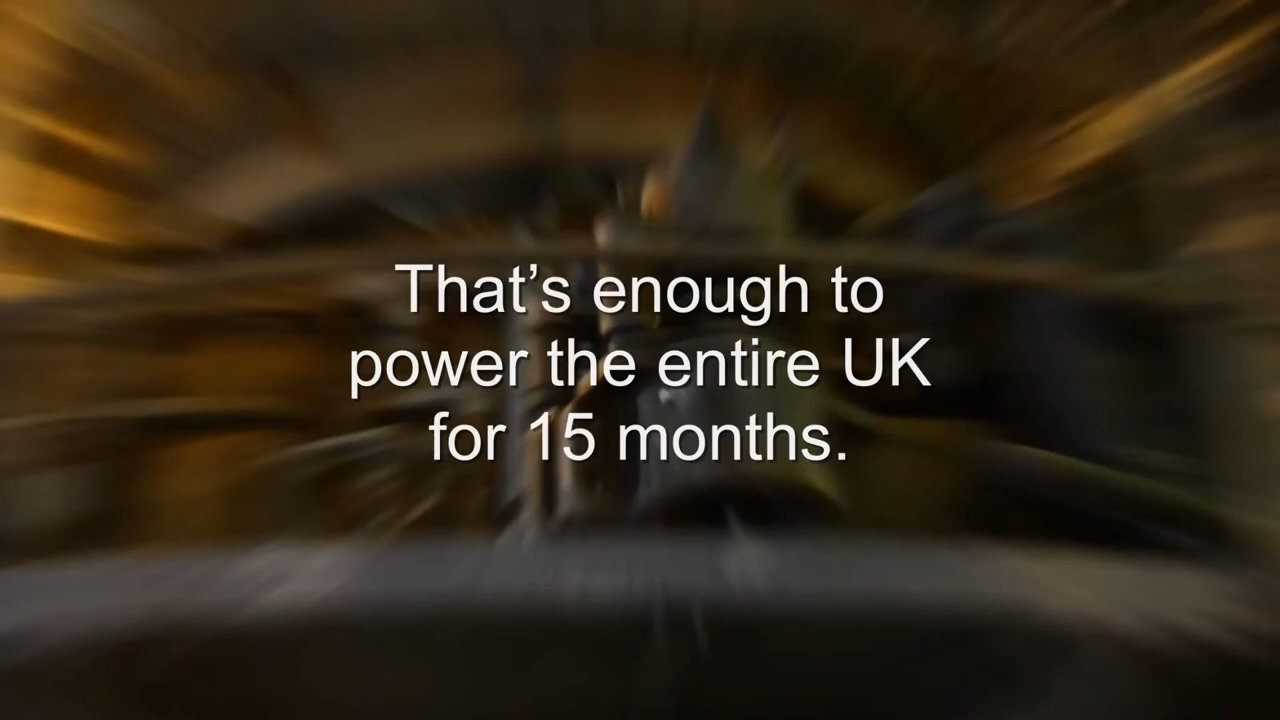 That’s enough to
power the entire UK
for 15 months.